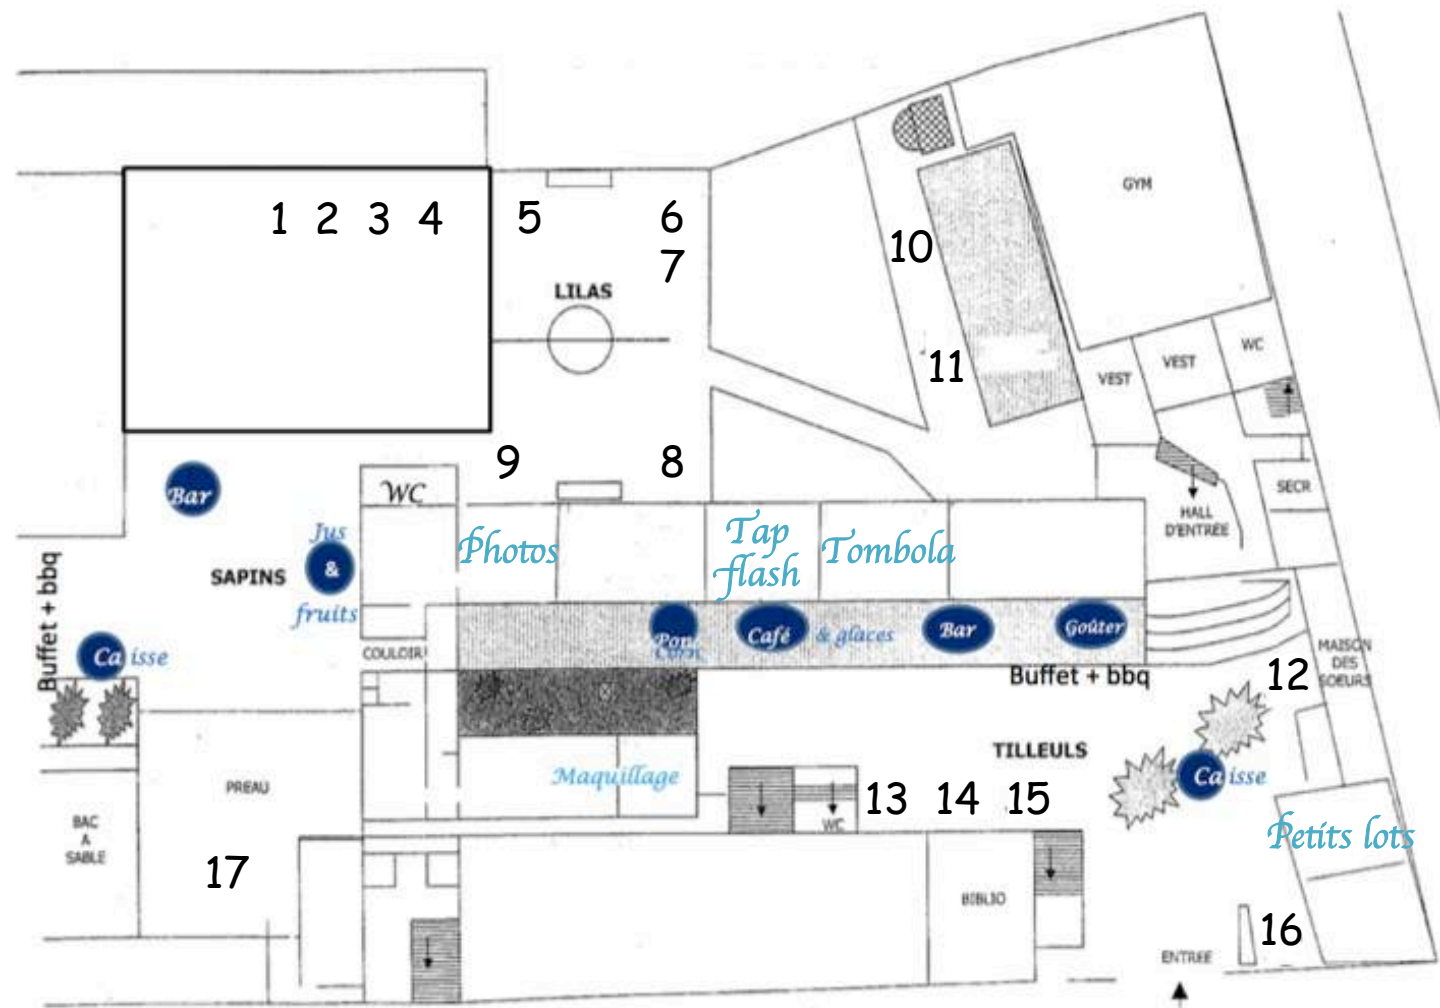 GYM
1 2 3 4 5 6
7
10
LILAS
11
VEST
VEST
WC
9
8
Bar
WC
SECR
HALL
D'ENTRÉE
Jus
&
fruits
SAPINS
Photos
Tap
flash
Tombola
Buffet + bbq
Caisse
COULOIR
Pop
Corn
Café & glaces
Bar
Goûter
Buffet + bbq
12
MAISON
DES
SOEURS
TILLEULS
Caisse
Maquillage
PREAU
BAC
A
SABLE
17
WC
13 14 15
Petits lots
BIBLIO
16
ENTREE